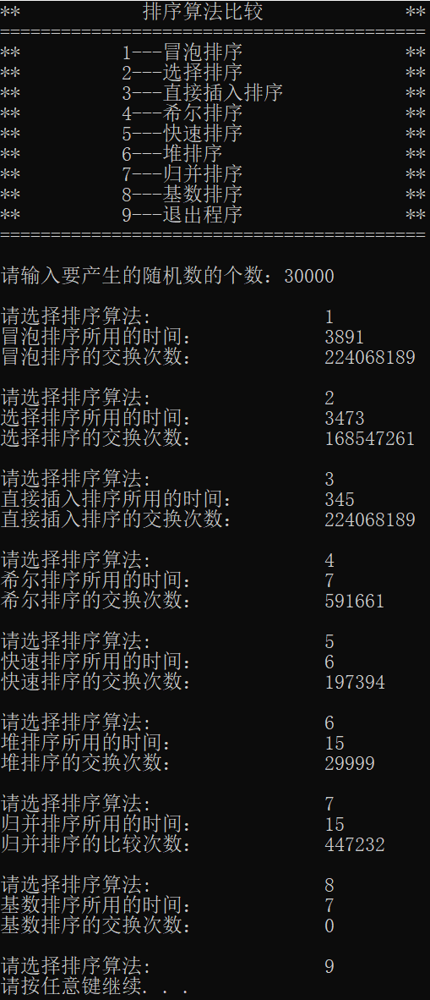 **            排序算法比较              **
==========================================
**          1---冒泡排序                **
**          2---选择排序                **
**          3---直接插入排序            **
**          4---希尔排序                **
**          5---快速排序                **
**          6---堆排序                  **
**          7---归并排序                **
**          8---基数排序                **
**          9---退出程序                **
==========================================
请输入要产生的随机数的个数：30000
请选择排序算法:                 1
冒泡排序所用的时间：            3891
冒泡排序的交换次数：            224068189
请选择排序算法:                 2
选择排序所用的时间：            3473
选择排序的交换次数：            168547261
请选择排序算法:                 3
直接插入排序所用的时间：        345
直接插入排序的交换次数：        224068189
请选择排序算法:                 4
希尔排序所用的时间：            7
希尔排序的交换次数：            591661
请选择排序算法:                 5
快速排序所用的时间：            6
快速排序的交换次数：            197394
请选择排序算法:                 6
堆排序所用的时间：              15
堆排序的交换次数：              29999
请选择排序算法:                 7
归并排序所用的时间：            15
归并排序的比较次数：            447232
请选择排序算法:                 8
基数排序所用的时间：            7
基数排序的交换次数：            0
请选择排序算法:                 9
请按任意键继续. . .